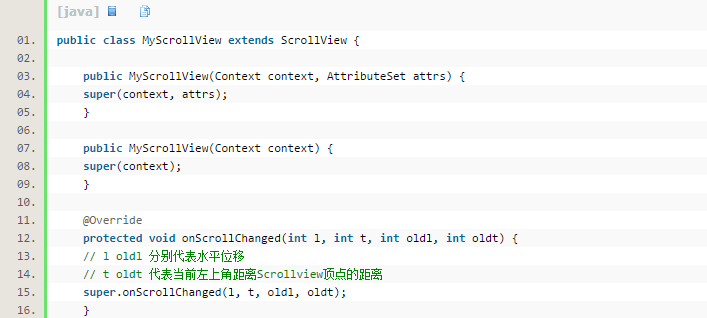 [java]
01. public class MyScrollView extends ScrollView {
02.
03. public MyScrollView(Context context, AttributeSet attrs) {
04. super(context, attrs);
05. }
06.
07. public MyScrollView(Context context) {
08. super(context);
09. }
10.
11. @Override
12. protected void onScrollChanged(int l, int t, int oldl, int oldt) {
13. // l oldl 分别代表水平位移
14. // t oldt 代表当前左上角距离Scrollview顶点的距离
15. super.onScrollChanged(l, t, oldl, oldt);
16. }